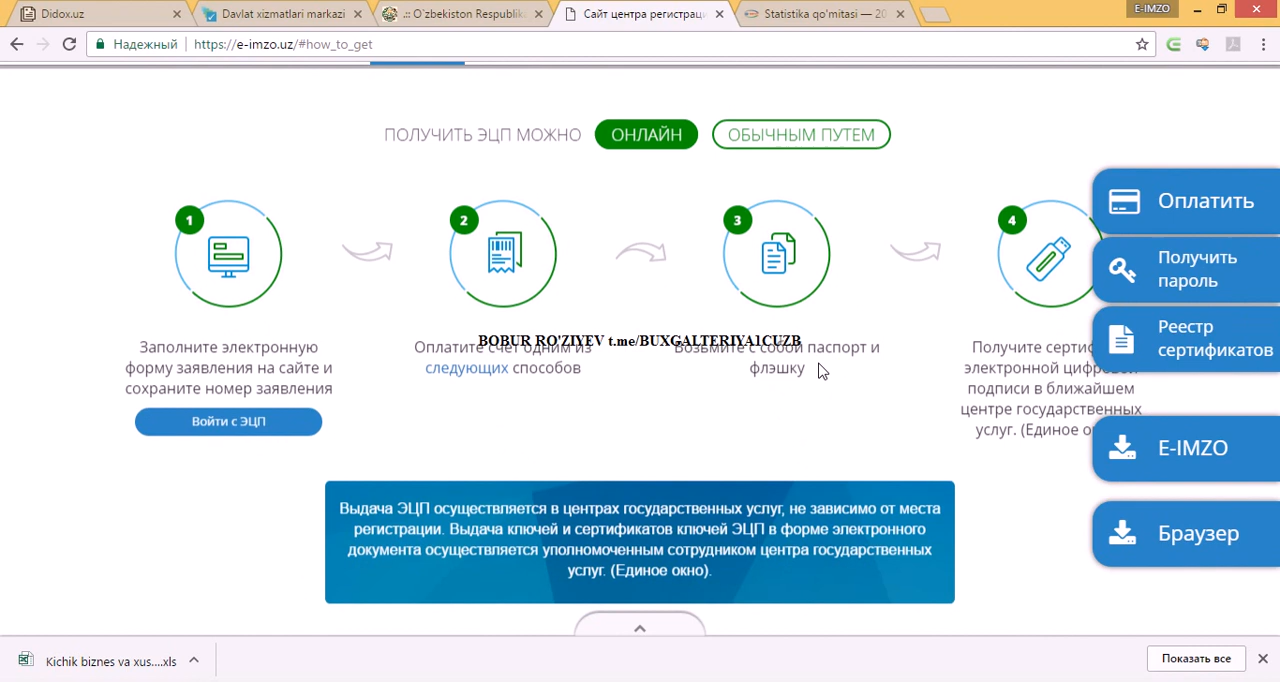 Didox.uz
Davlat xizmatlari markazi
.:: O`zbekiston Respublik
Сайт центра регистраци
Statistika qo'mitasi — 20
E-IMZO
Надежный
https://e-imzo.uz/#how_to_get
ПОЛУЧИТЬ ЭЦП МОЖНО
ОНЛАЙН
ОБЫЧНЫМ ПУТЕМ
1
2
3
4
Заполните электронную
форму заявления на сайте и
сохраните номер заявления
Войти с ЭЦП
Оплатите счет одним из
следующих способов
BOBUR RO'ZIYEV t.me/BUXGALTERIYA1CUZB
Возьмите с собой паспорт и
флэшку
Получите серти
электронной цифровой
подписи в ближайшем
центре государственных
услуг. (Единое
Оплатить
Получить
пароль
Реестр
сертификатов
E-IMZO
Браузер
Выдача ЭЦП осуществляется в центрах государственных услуг, не зависимо от места
регистрации. Выдача ключей и сертификатов ключей ЭЦП в форме электронного
документа осуществляется уполномоченным сотрудником центра государственных
услуг. (Единое окно).
Kichik biznes va xus....xls
Показать все